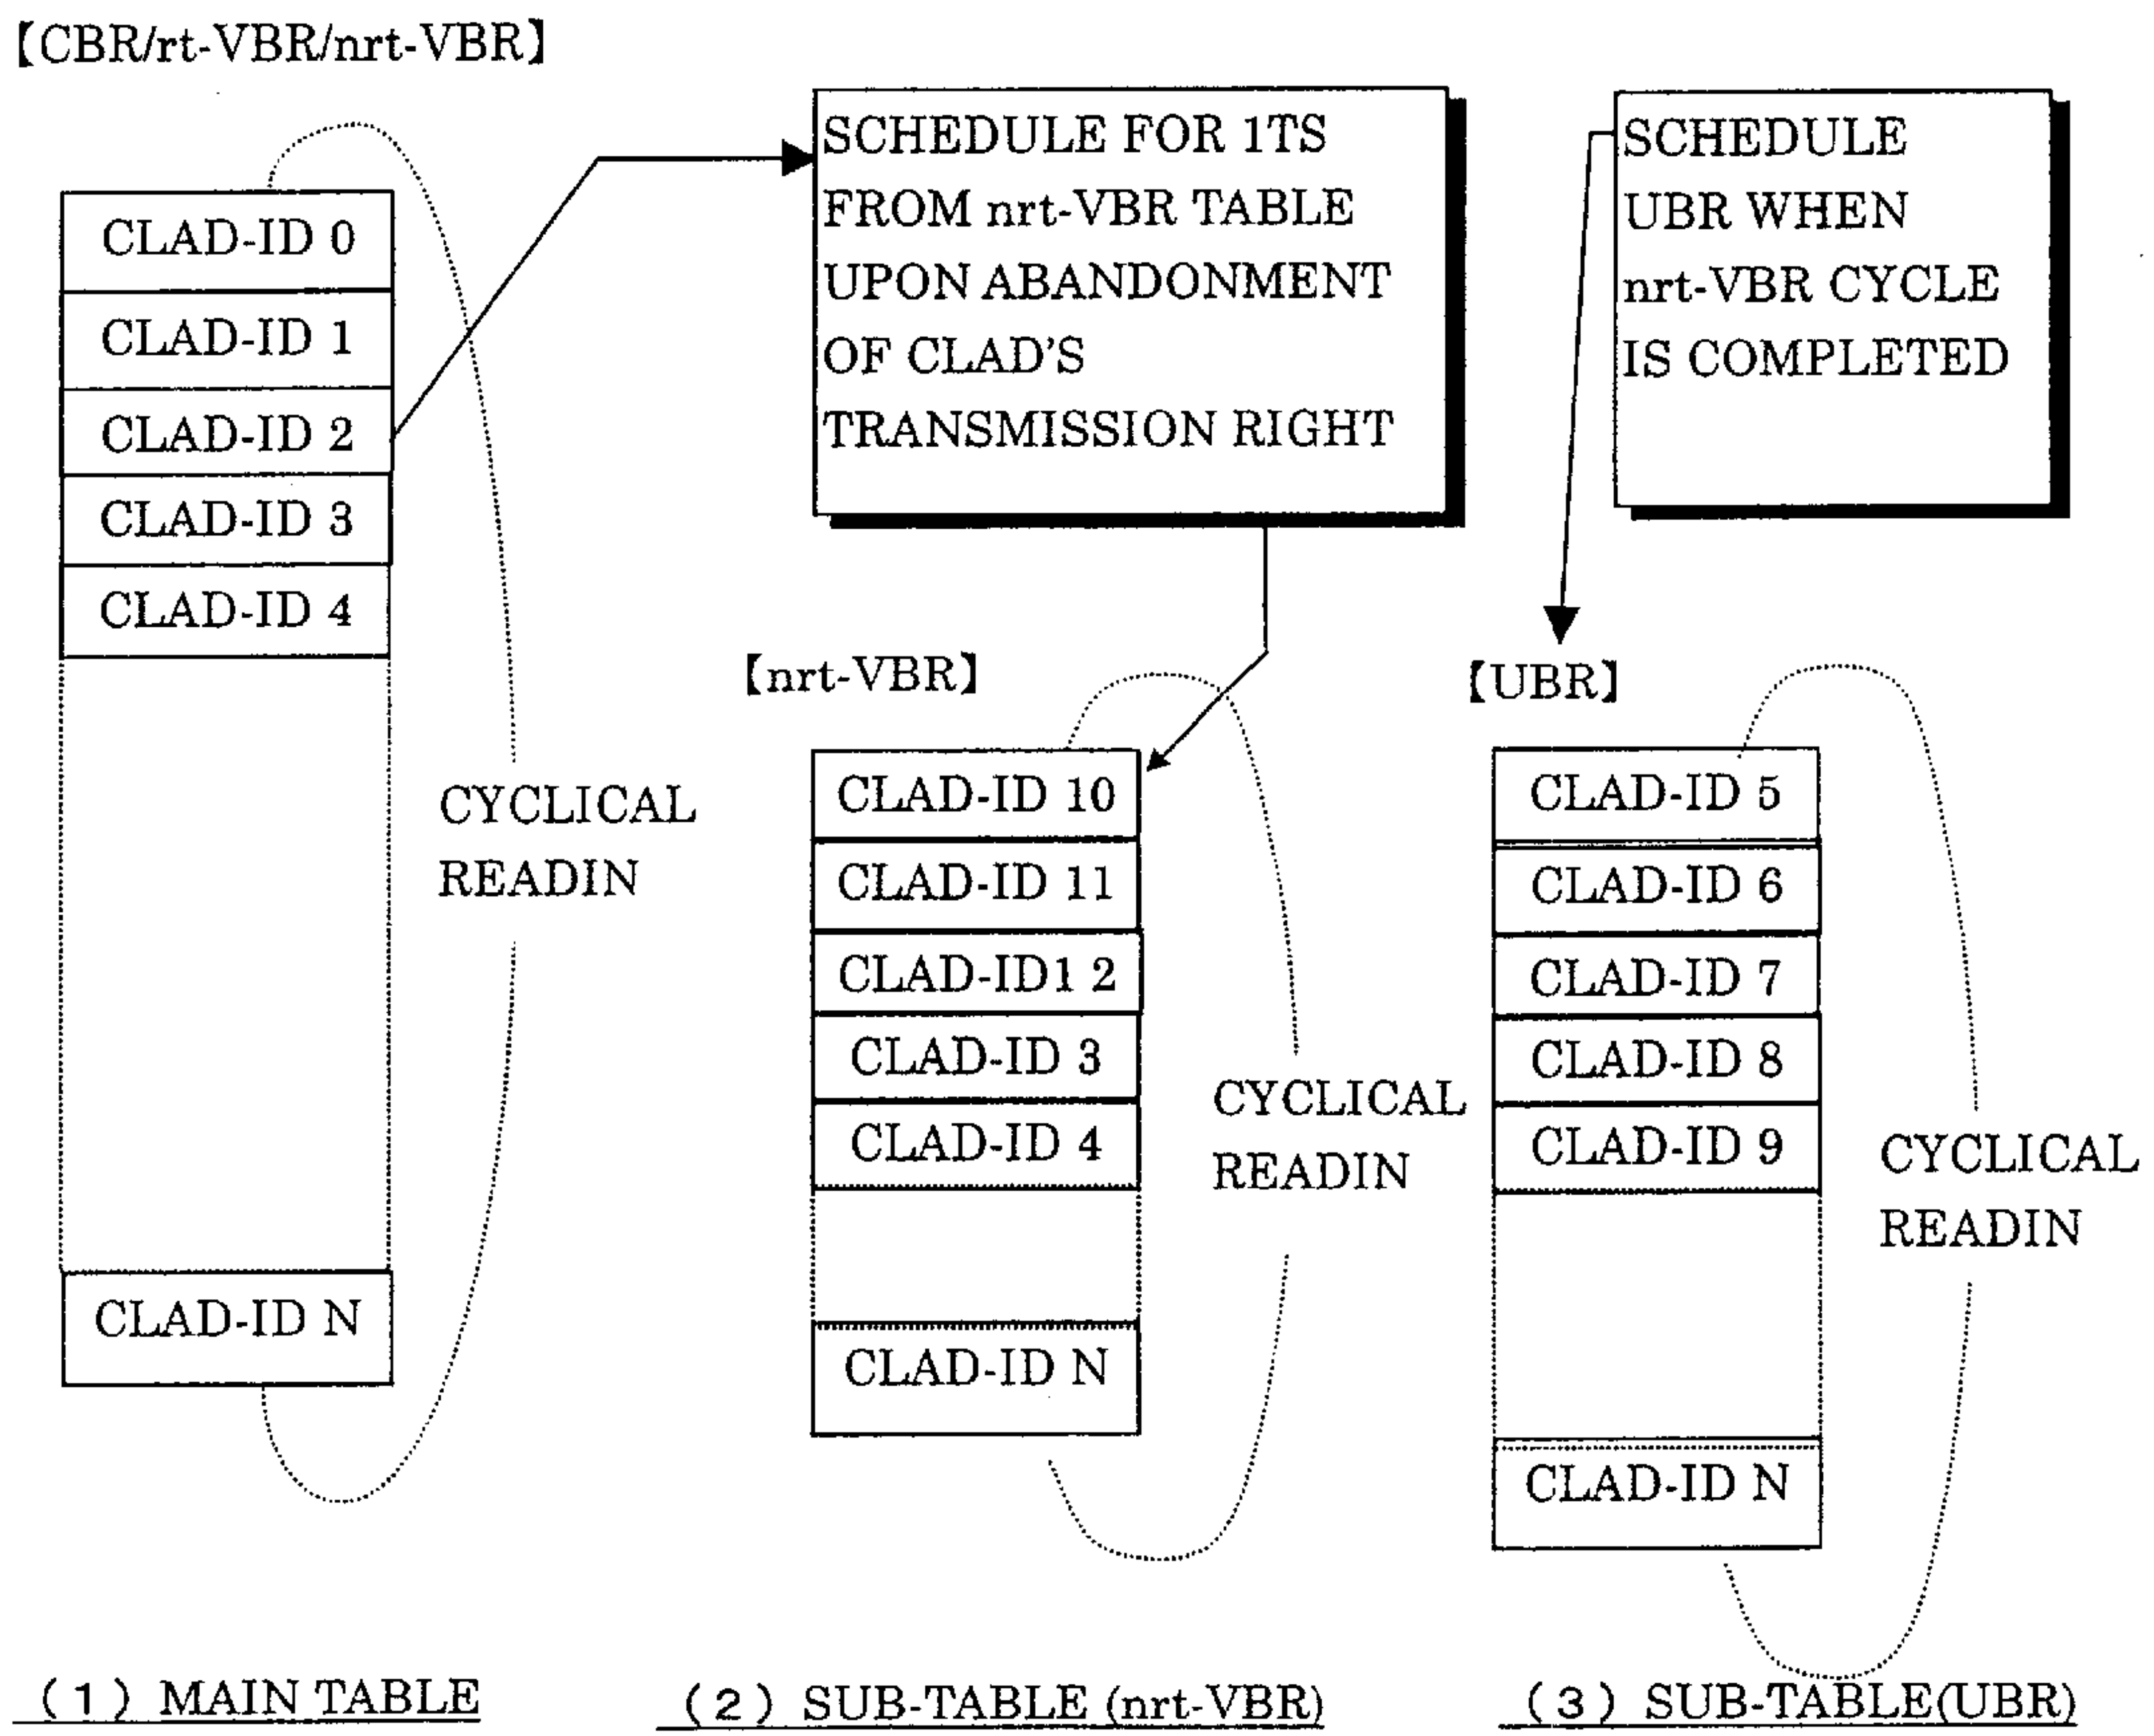 【CBR/rt-VBR/nrt-VBR】
CLAD-ID 0
CLAD-ID 1
CLAD-ID 2
CLAD-ID 3
CLAD-ID 4
CLAD-ID N
CYCLICAL
READIN
SCHEDULE FOR 1TS
FROM nrt-VBR TABLE
UPON ABANDONMENT
OF CLAD'S
TRANSMISSION RIGHT
SCHEDULE
UBR WHEN
nrt-VBR CYCLE
IS COMPLETED
【nrt-VBR】
CLAD-ID 10
CLAD-ID 11
CLAD-ID1 2
CLAD-ID 3
CLAD-ID 4
CLAD-ID N
CYCLICAL
READIN
【UBR】
CLAD-ID 5
CLAD-ID 6
CLAD-ID 7
CLAD-ID 8
CLAD-ID 9
CLAD-ID N
CYCLICAL
READIN
(1) MAIN TABLE
(2) SUB-TABLE (nrt-VBR)
(3) SUB-TABLE(UBR)